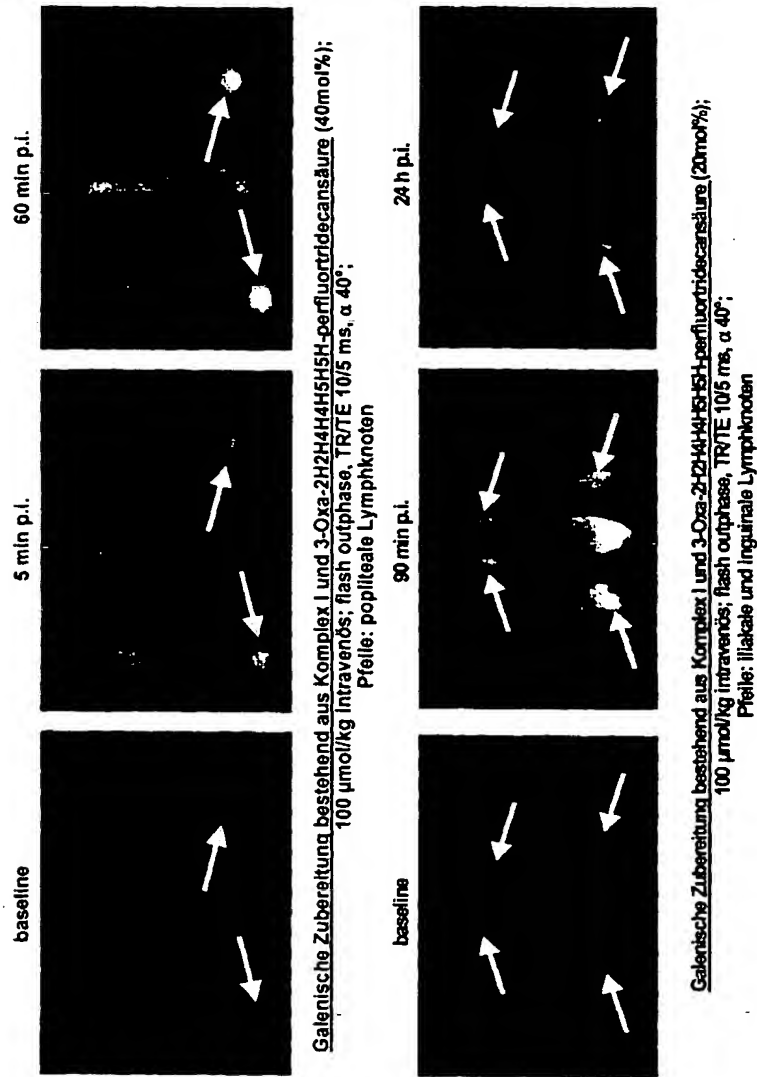 baseline 5 min p.i. 60 min p.i.
Galenische Zubereitung bestehend aus Komplex I und 3-Oxa-2H2H4H4H5H5H-perfluortridecansäure (40mol%);
100 µmol/kg intravenös; flash outphase, TR/TE 10/5 ms, α 40°;
Pfeile: popliteale Lymphknoten
baseline 90 min p.i. 24 h p.i.
Galenische Zubereitung bestehend aus Komplex I und 3-Oxa-2H2H4H4H5H5H-perfluortridecansäure (20mol%);
100 µmol/kg intravenös; flash outphase, TR/TE 10/5 ms, α 40°;
Pfeile: iliakale und inguinale Lymphknoten